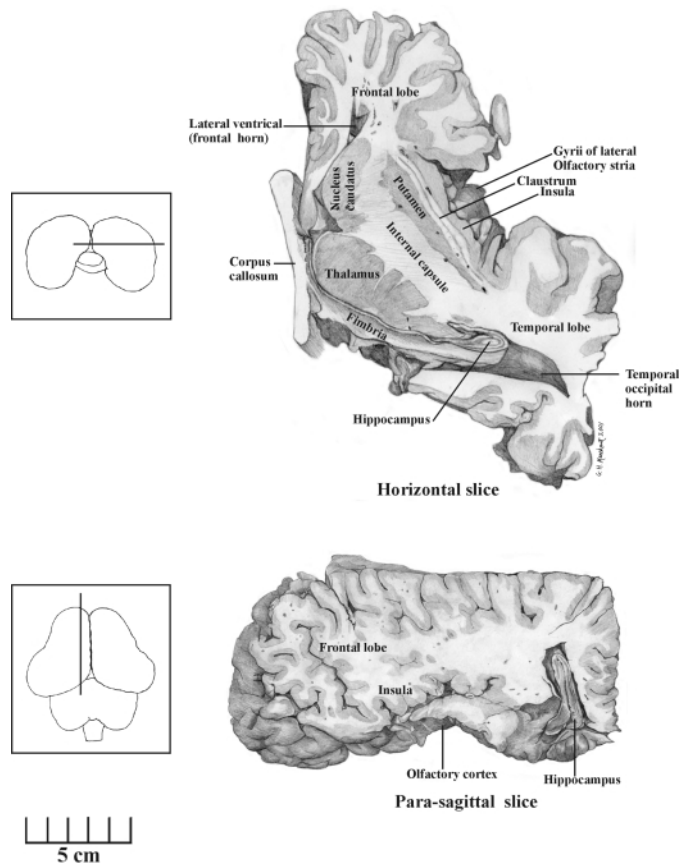 Frontal lobe
Lateral ventrical
(frontal horn)
Gyrii of lateral
Olfactory stria
Claustrum
Insula
Nucleus
caudatus
Putamen
Internal capsule
Corpus
callosum
Thalamus
Fimbria
Temporal lobe
Temporal
occipital
horn
Hippocampus
Horizontal slice
Frontal lobe
Insula
Olfactory cortex
Hippocampus
Para-sagittal slice
5 cm